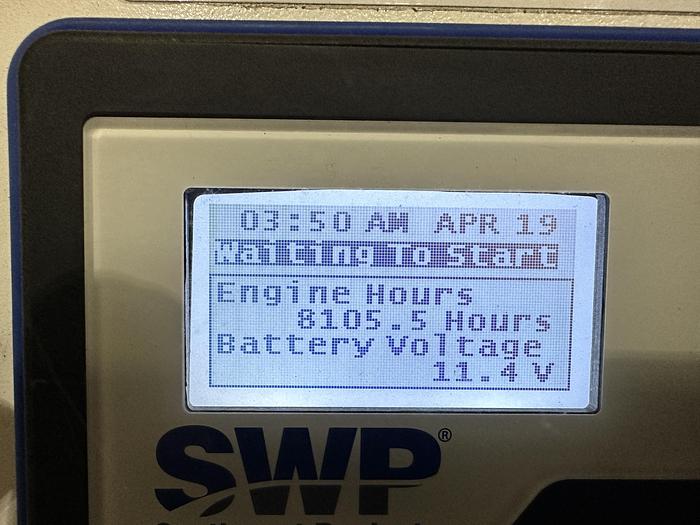 03:50 AM APR 19
Waiting To Start
Engine Hours
8105.5 Hours
Battery Voltage
11.4 V
SWP®